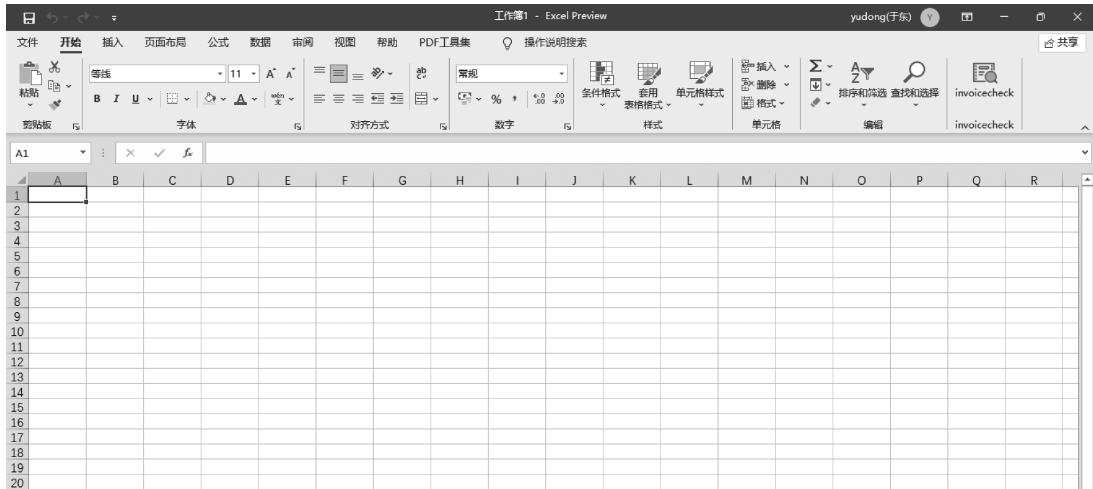 工作簿1 - Excel Preview
yudong(于东) Y
文件 开始 插入 页面布局 公式 数据 审阅 视图 帮助 PDF工具集 操作说明搜索 共享
粘贴 等线 11 A A 常规 条件格式 套用表格格式 单元格样式 插入 删除 格式 Σ 排序和筛选 查找和选择 invoicecheck
B I U A wén 文 ab % , .00 .0
剪贴板 字体 对齐方式 数字 样式 单元格 编辑 invoicecheck
A1 fx
A B C D E F G H I J K L M N O P Q R
1
2
3
4
5
6
7
8
9
10
11
12
13
14
15
16
17
18
19
20